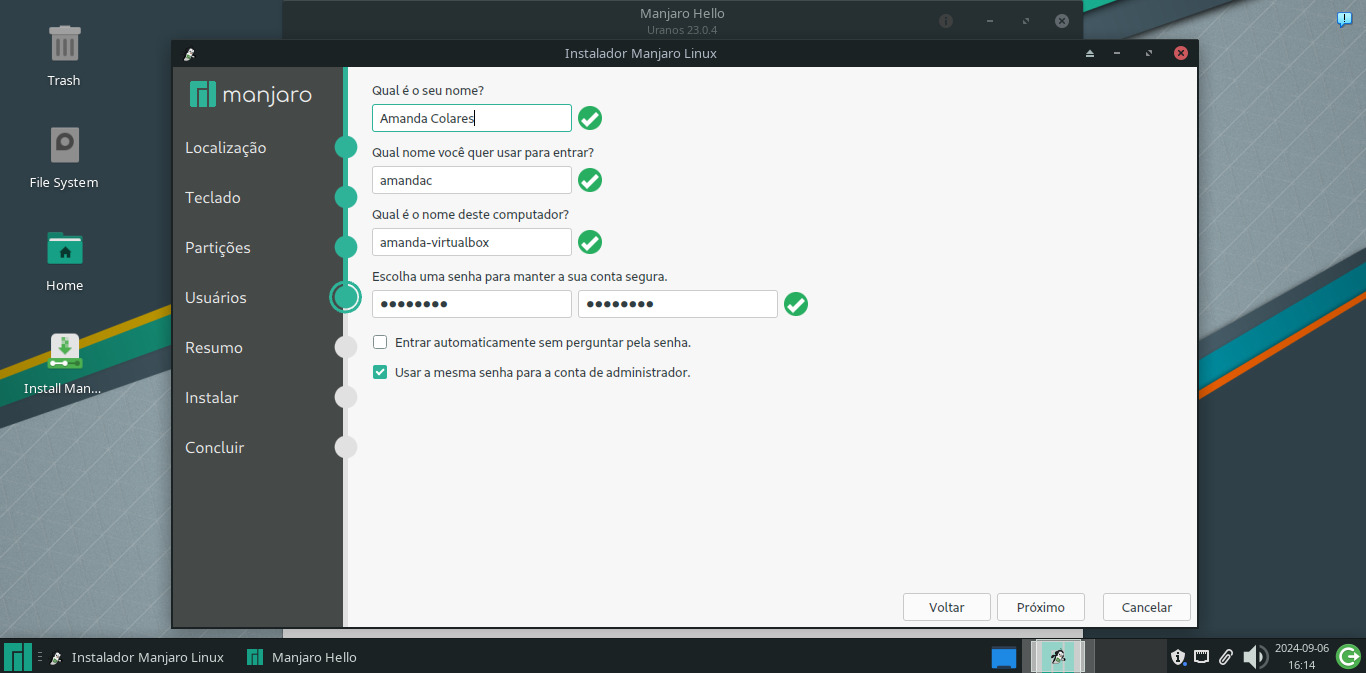 Manjaro Hello
Uranos 23.0.4
Instalador Manjaro Linux
Trash
File System
Home
Install Man...
manjaro
Localização
Teclado
Partições
Usuários
Resumo
Instalar
Concluir
Qual é o seu nome?
Amanda Colares
Qual nome você quer usar para entrar?
amandac
Qual é o nome deste computador?
amanda-virtualbox
Escolha uma senha para manter a sua conta segura.
●●●●●●●● ●●●●●●●●
Entrar automaticamente sem perguntar pela senha.
Usar a mesma senha para a conta de administrador.
Voltar Próximo Cancelar
Instalador Manjaro Linux Manjaro Hello
2024-09-06
16:14